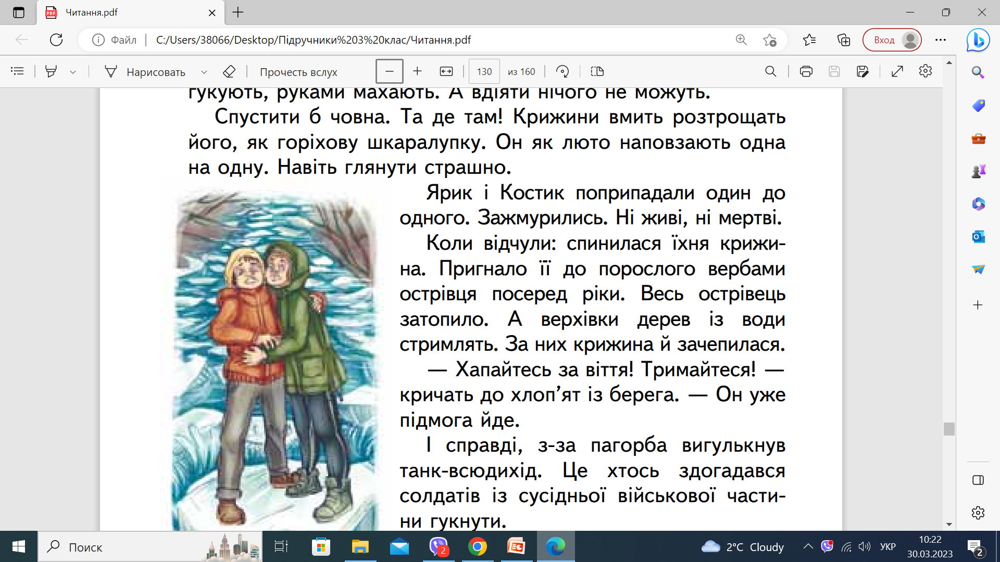 Читання.pdf
Файл
C:/Users/38066/Desktop/Підручники%203%20клас/Читання.pdf
Вход
Нарисовать
Прочесть вслух
130
из 160
гукують, руками махають. А вдіяти нічого не можуть.
Спустити б човна. Та де там! Крижини вмить розтрощать
його, як горіхову шкаралупку. Он як люто наповзають одна
на одну. Навіть глянути страшно.
Ярик і Костик поприпадали один до
одного. Зажмурились. Ні живі, ні мертві.
Коли відчули: спинилася їхня крижи-
на. Пригнало її до порослого вербами
острівця посеред ріки. Весь острівець
затопило. А верхівки дерев із води
стримлять. За них крижина й зачепилася.
— Хапайтесь за віття! Тримайтеся! —
кричать до хлоп’ят із берега. — Он уже
підмога йде.
І справді, з-за пагорба вигулькнув
танк-всюдихід. Це хтось здогадався
солдатів із сусідньої військової части-
ни гукнути.
Поиск
2
2°C Cloudy
УКР
10:22
30.03.2023
2